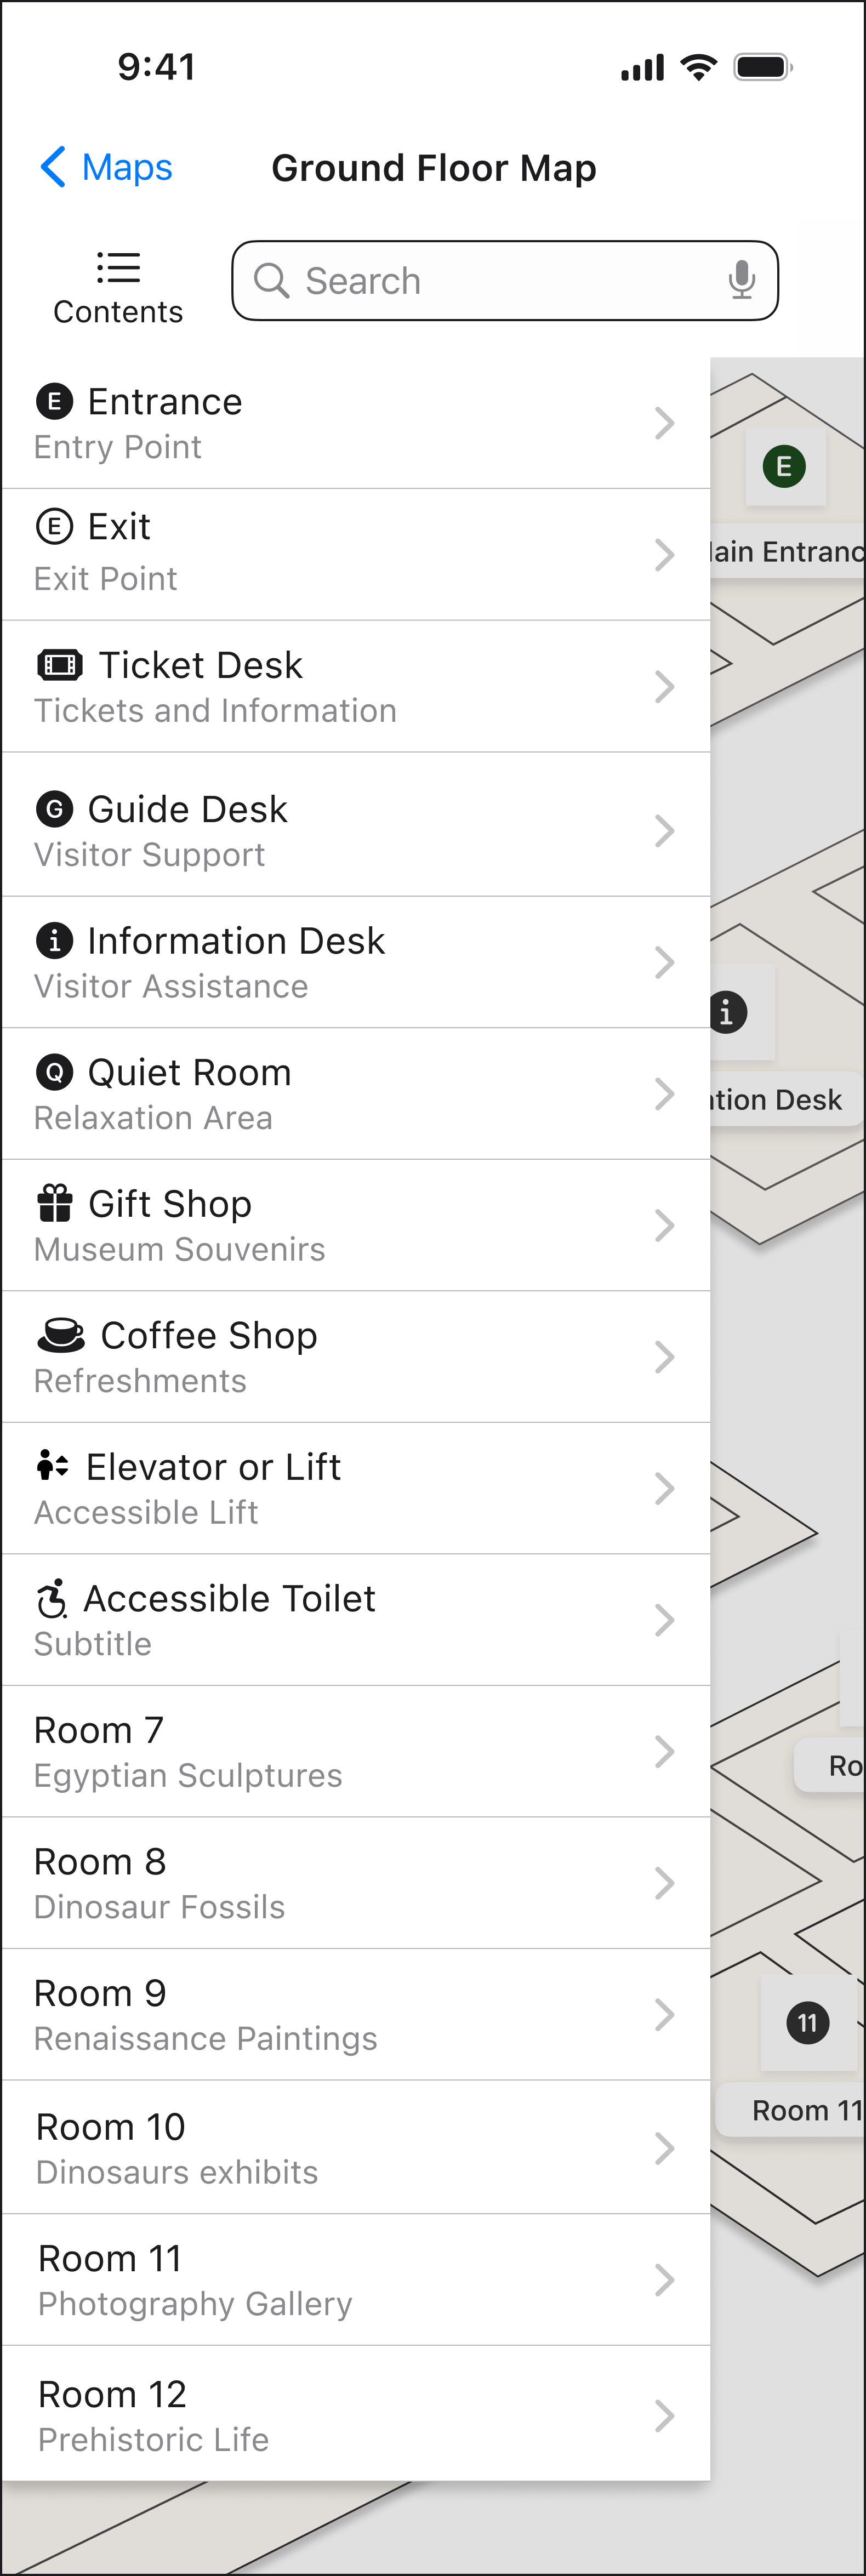 9:41
Maps
Ground Floor Map
Contents
Search
E Entrance
Entry Point
E Exit
Exit Point
Ticket Desk
Tickets and Information
G Guide Desk
Visitor Support
i Information Desk
Visitor Assistance
Q Quiet Room
Relaxation Area
Gift Shop
Museum Souvenirs
Coffee Shop
Refreshments
Elevator or Lift
Accessible Lift
Accessible Toilet
Subtitle
Room 7
Egyptian Sculptures
Room 8
Dinosaur Fossils
Room 9
Renaissance Paintings
Room 10
Dinosaurs exhibits
Room 11
Photography Gallery
Room 12
Prehistoric Life
E
ain Entranc
i
tion Desk
Ro
11
Room 11